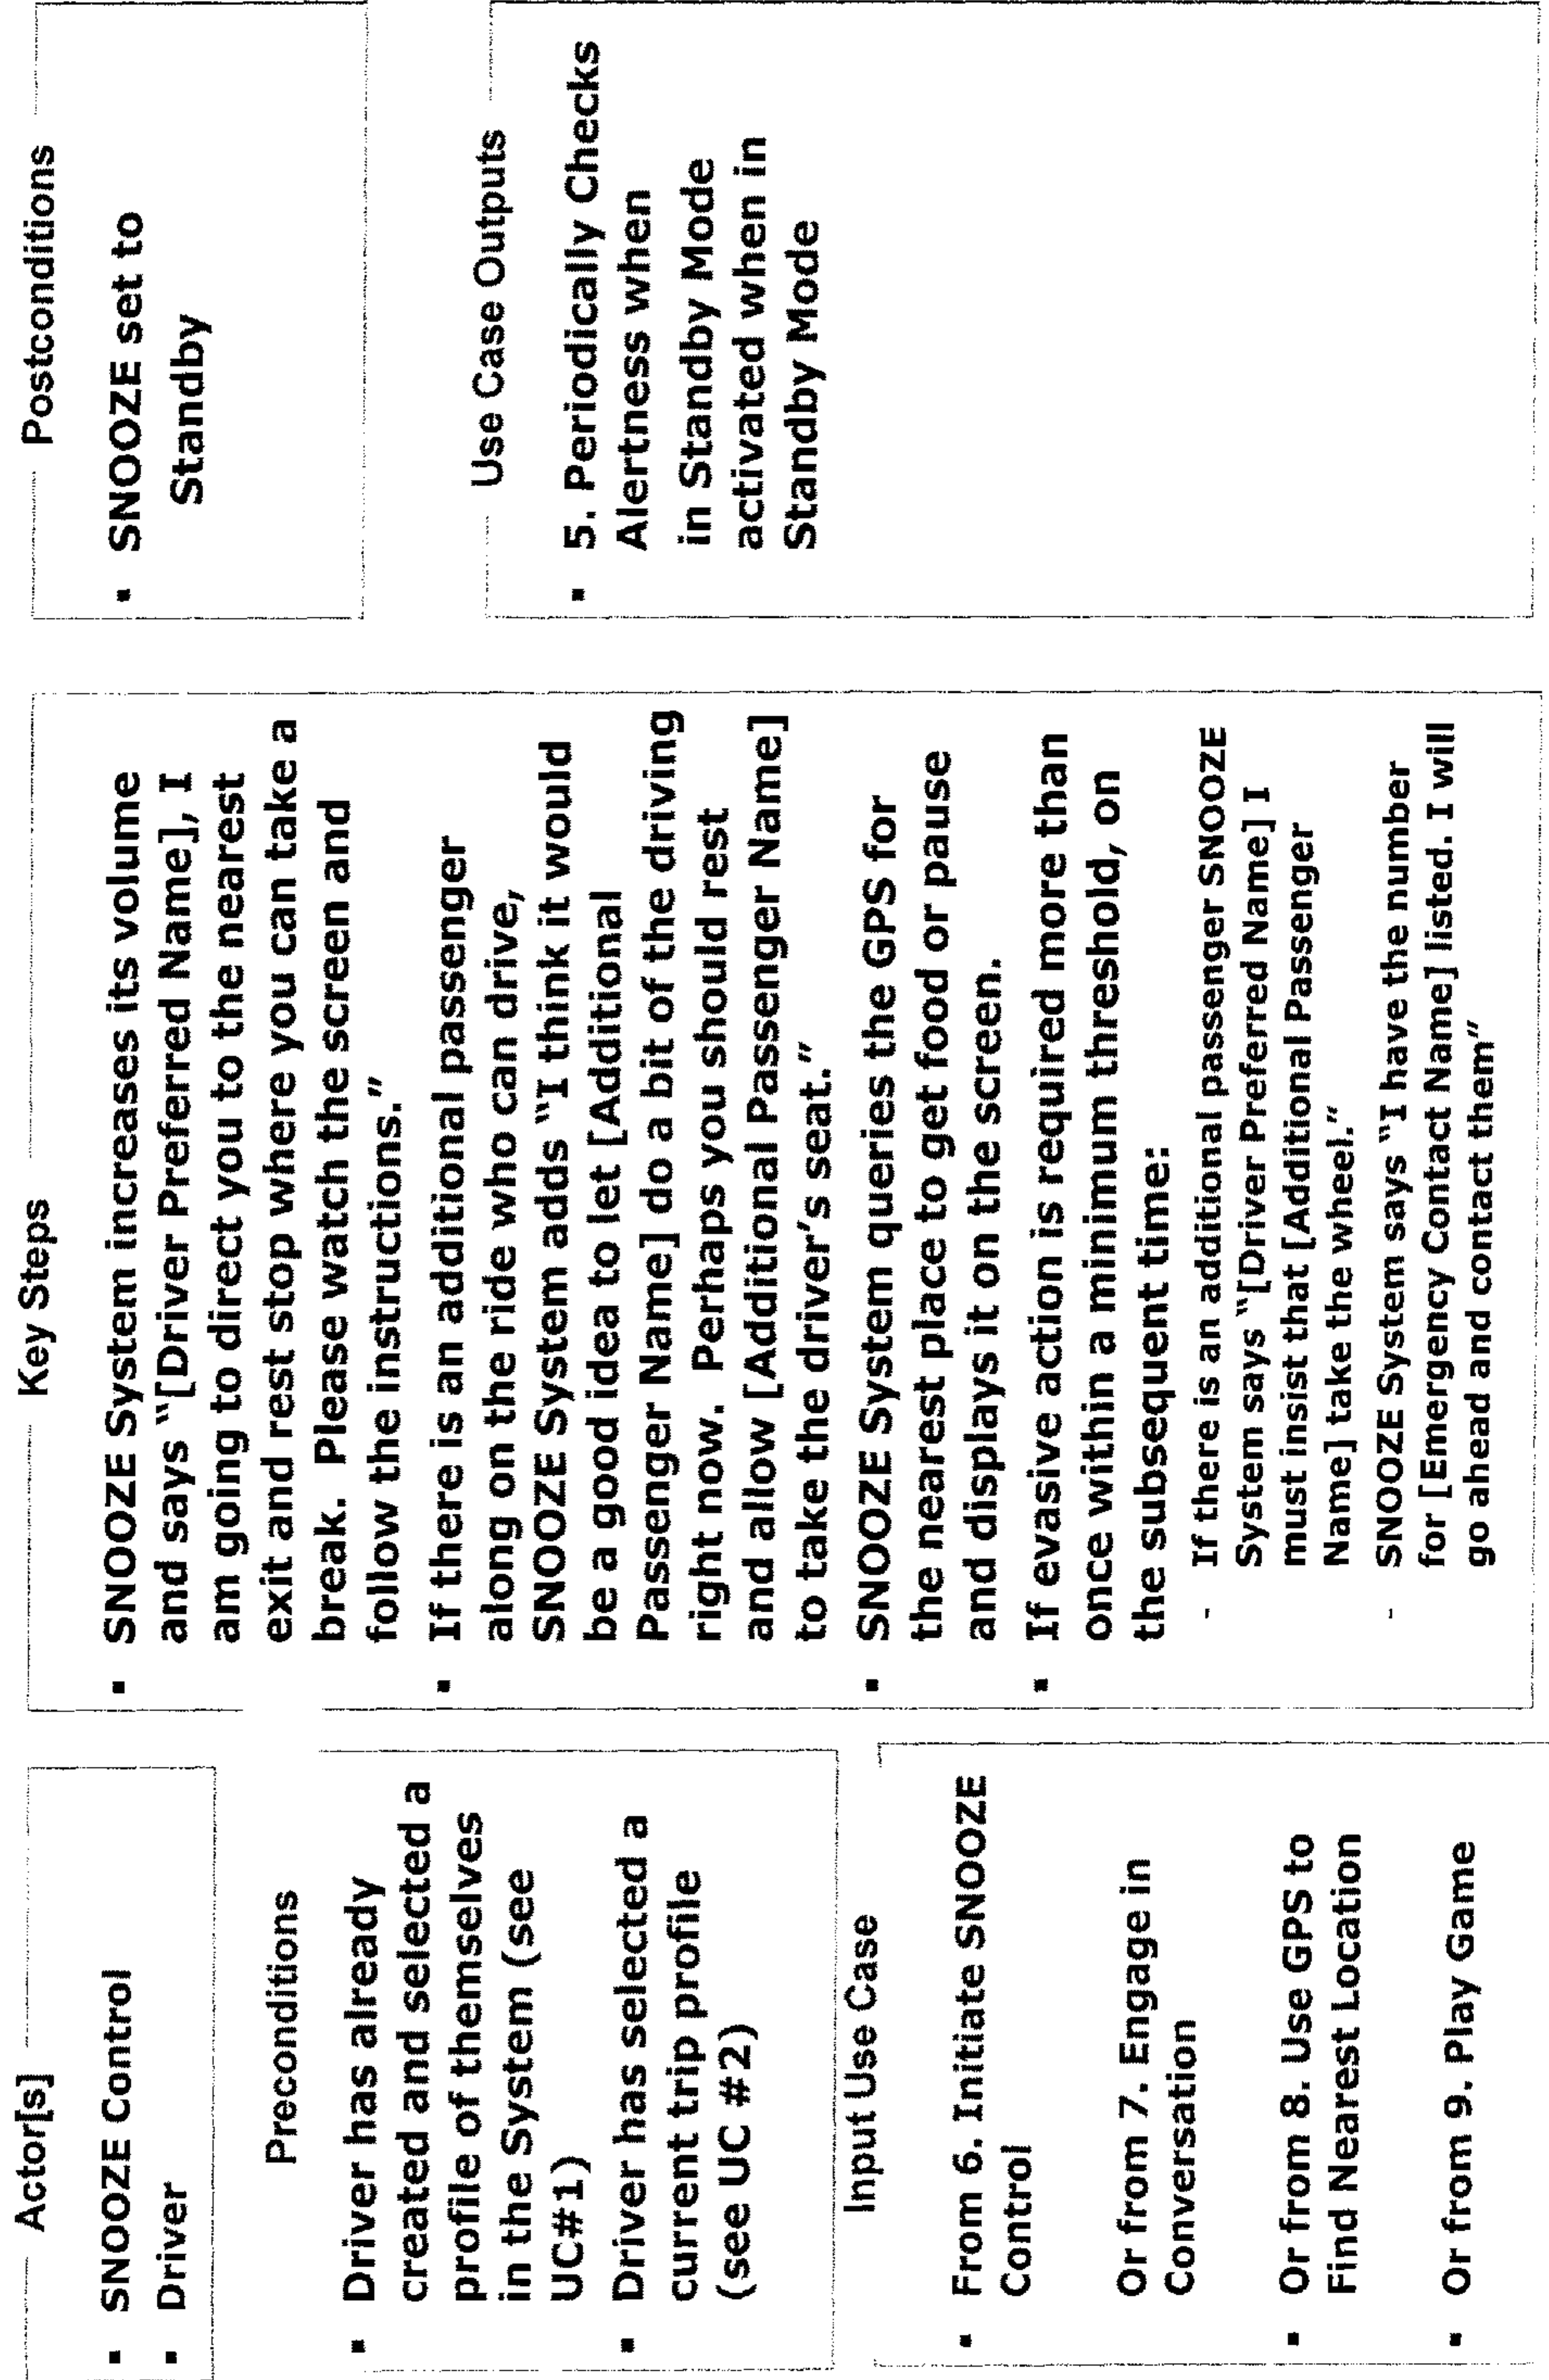 Actor[s]
▪ SNOOZE Control
▪ Driver
Preconditions
▪ Driver has already
created and selected a
profile of themselves
in the System (see
UC#1)
▪ Driver has selected a
current trip profile
(see UC #2)
Input Use Case
▪ From 6. Initiate SNOOZE
Control
Or from 7. Engage in
Conversation
▪ Or from 8. Use GPS to
Find Nearest Location
▪ Or from 9. Play Game
Key Steps
▪ SNOOZE System increases its volume
and says “[Driver Preferred Name], I
am going to direct you to the nearest
exit and rest stop where you can take a
break. Please watch the screen and
follow the instructions.”
▪ If there is an additional passenger
along on the ride who can drive,
SNOOZE System adds “I think it would
be a good idea to let [Additional
Passenger Name] do a bit of the driving
right now. Perhaps you should rest
and allow [Additional Passenger Name]
to take the driver’s seat.”
▪ SNOOZE System queries the GPS for
the nearest place to get food or pause
and displays it on the screen.
▪ If evasive action is required more than
once within a minimum threshold, on
the subsequent time:
- If there is an additional passenger SNOOZE
System says “[Driver Preferred Name] I
must insist that [Additional Passenger
Name] take the wheel.”
- SNOOZE System says “I have the number
for [Emergency Contact Name] listed. I will
go ahead and contact them”
Postconditions
▪ SNOOZE set to
Standby
Use Case Outputs
▪ 5. Periodically Checks
Alertness when
in Standby Mode
activated when in
Standby Mode